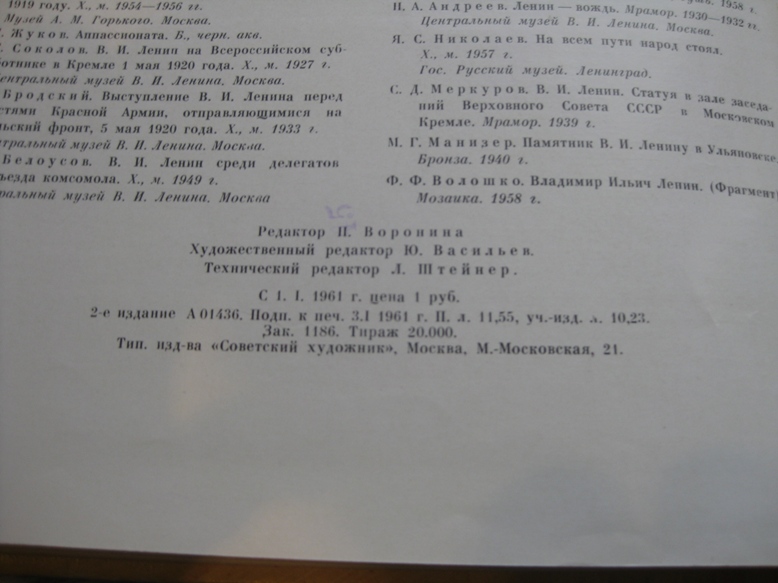 1919 году. Х., м. 1954—1956 гг.
Музей А. М. Горького. Москва.
Жуков. Аппассионата. Б., черн. акв.
Соколов. В. И. Ленин на Всероссийском суб-
ботнике в Кремле 1 мая 1920 года. Х., м. 1927 г.
Центральный музей В. И. Ленина. Москва.
Бродский. Выступление В. И. Ленина перед
стями Красной Армии, отправляющимися на
льский фронт, 5 мая 1920 года. Х., м. 1933 г.
нтральный музей В. И. Ленина. Москва.
Белоусов. В. И. Ленин среди делегатов
ъезда комсомола. Х., м. 1949 г.
ральный музей В. И. Ленина. Москва
1958 г.
Н. А. Андреев. Ленин — вождь. Мрамор. 1930—1932 гг.
Центральный музей В. И. Ленина. Москва.
Я. С. Николаев. На всем пути народ стоял.
Х., м. 1957 г.
Гос. Русский музей. Ленинград.
С. Д. Меркуров. В. И. Ленин. Статуя в зале заседа-
ний Верховного Совета СССР в Московском
Кремле. Мрамор. 1939 г.
М. Г. Манизер. Памятник В. И. Ленину в Ульяновске.
Бронза. 1940 г.
Ф. Ф. Волошко. Владимир Ильич Ленин. (Фрагмент)
Мозаика. 1958 г.
Редактор П. Воронина
Художественный редактор Ю. Васильев.
Технический редактор Л. Штейнер.
С 1. I. 1961 г. цена 1 руб.
2-е издание А 01436. Подп. к печ. 3.I 1961 г. П. л. 11,55, уч.-изд. л. 10,23.
Зак. 1186. Тираж 20.000.
Тип. изд-ва «Советский художник», Москва, М.-Московская, 21.